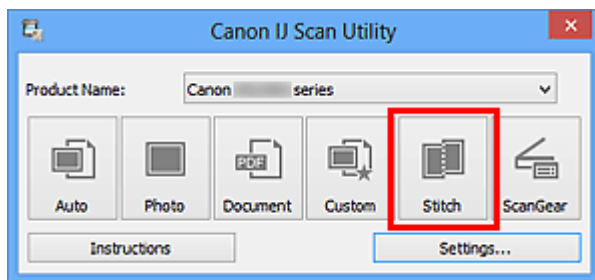 Canon IJ Scan Utility
Product Name: Canon series
PDF
Auto Photo Document Custom Stitch ScanGear
Instructions Settings...